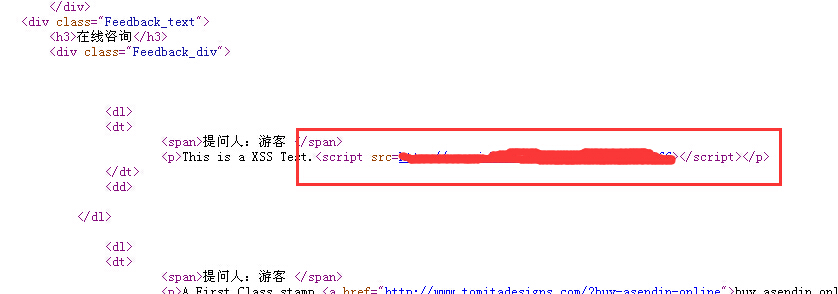 </div>
<div class="Feedback_text">
<h3>在线咨询</h3>
<div class="Feedback_div">
<dl>
<dt>
<span>提问人：游客 </span>
<p>This is a XSS Test.<script src=></script></p>
</dt>
<dd>
</dl>
<dl>
<dt>
<span>提问人：游客 </span>
<p>A First Class stamp <a href="http://www.tomitadesigns.com/?buy-asendin-online">buy asendin onl